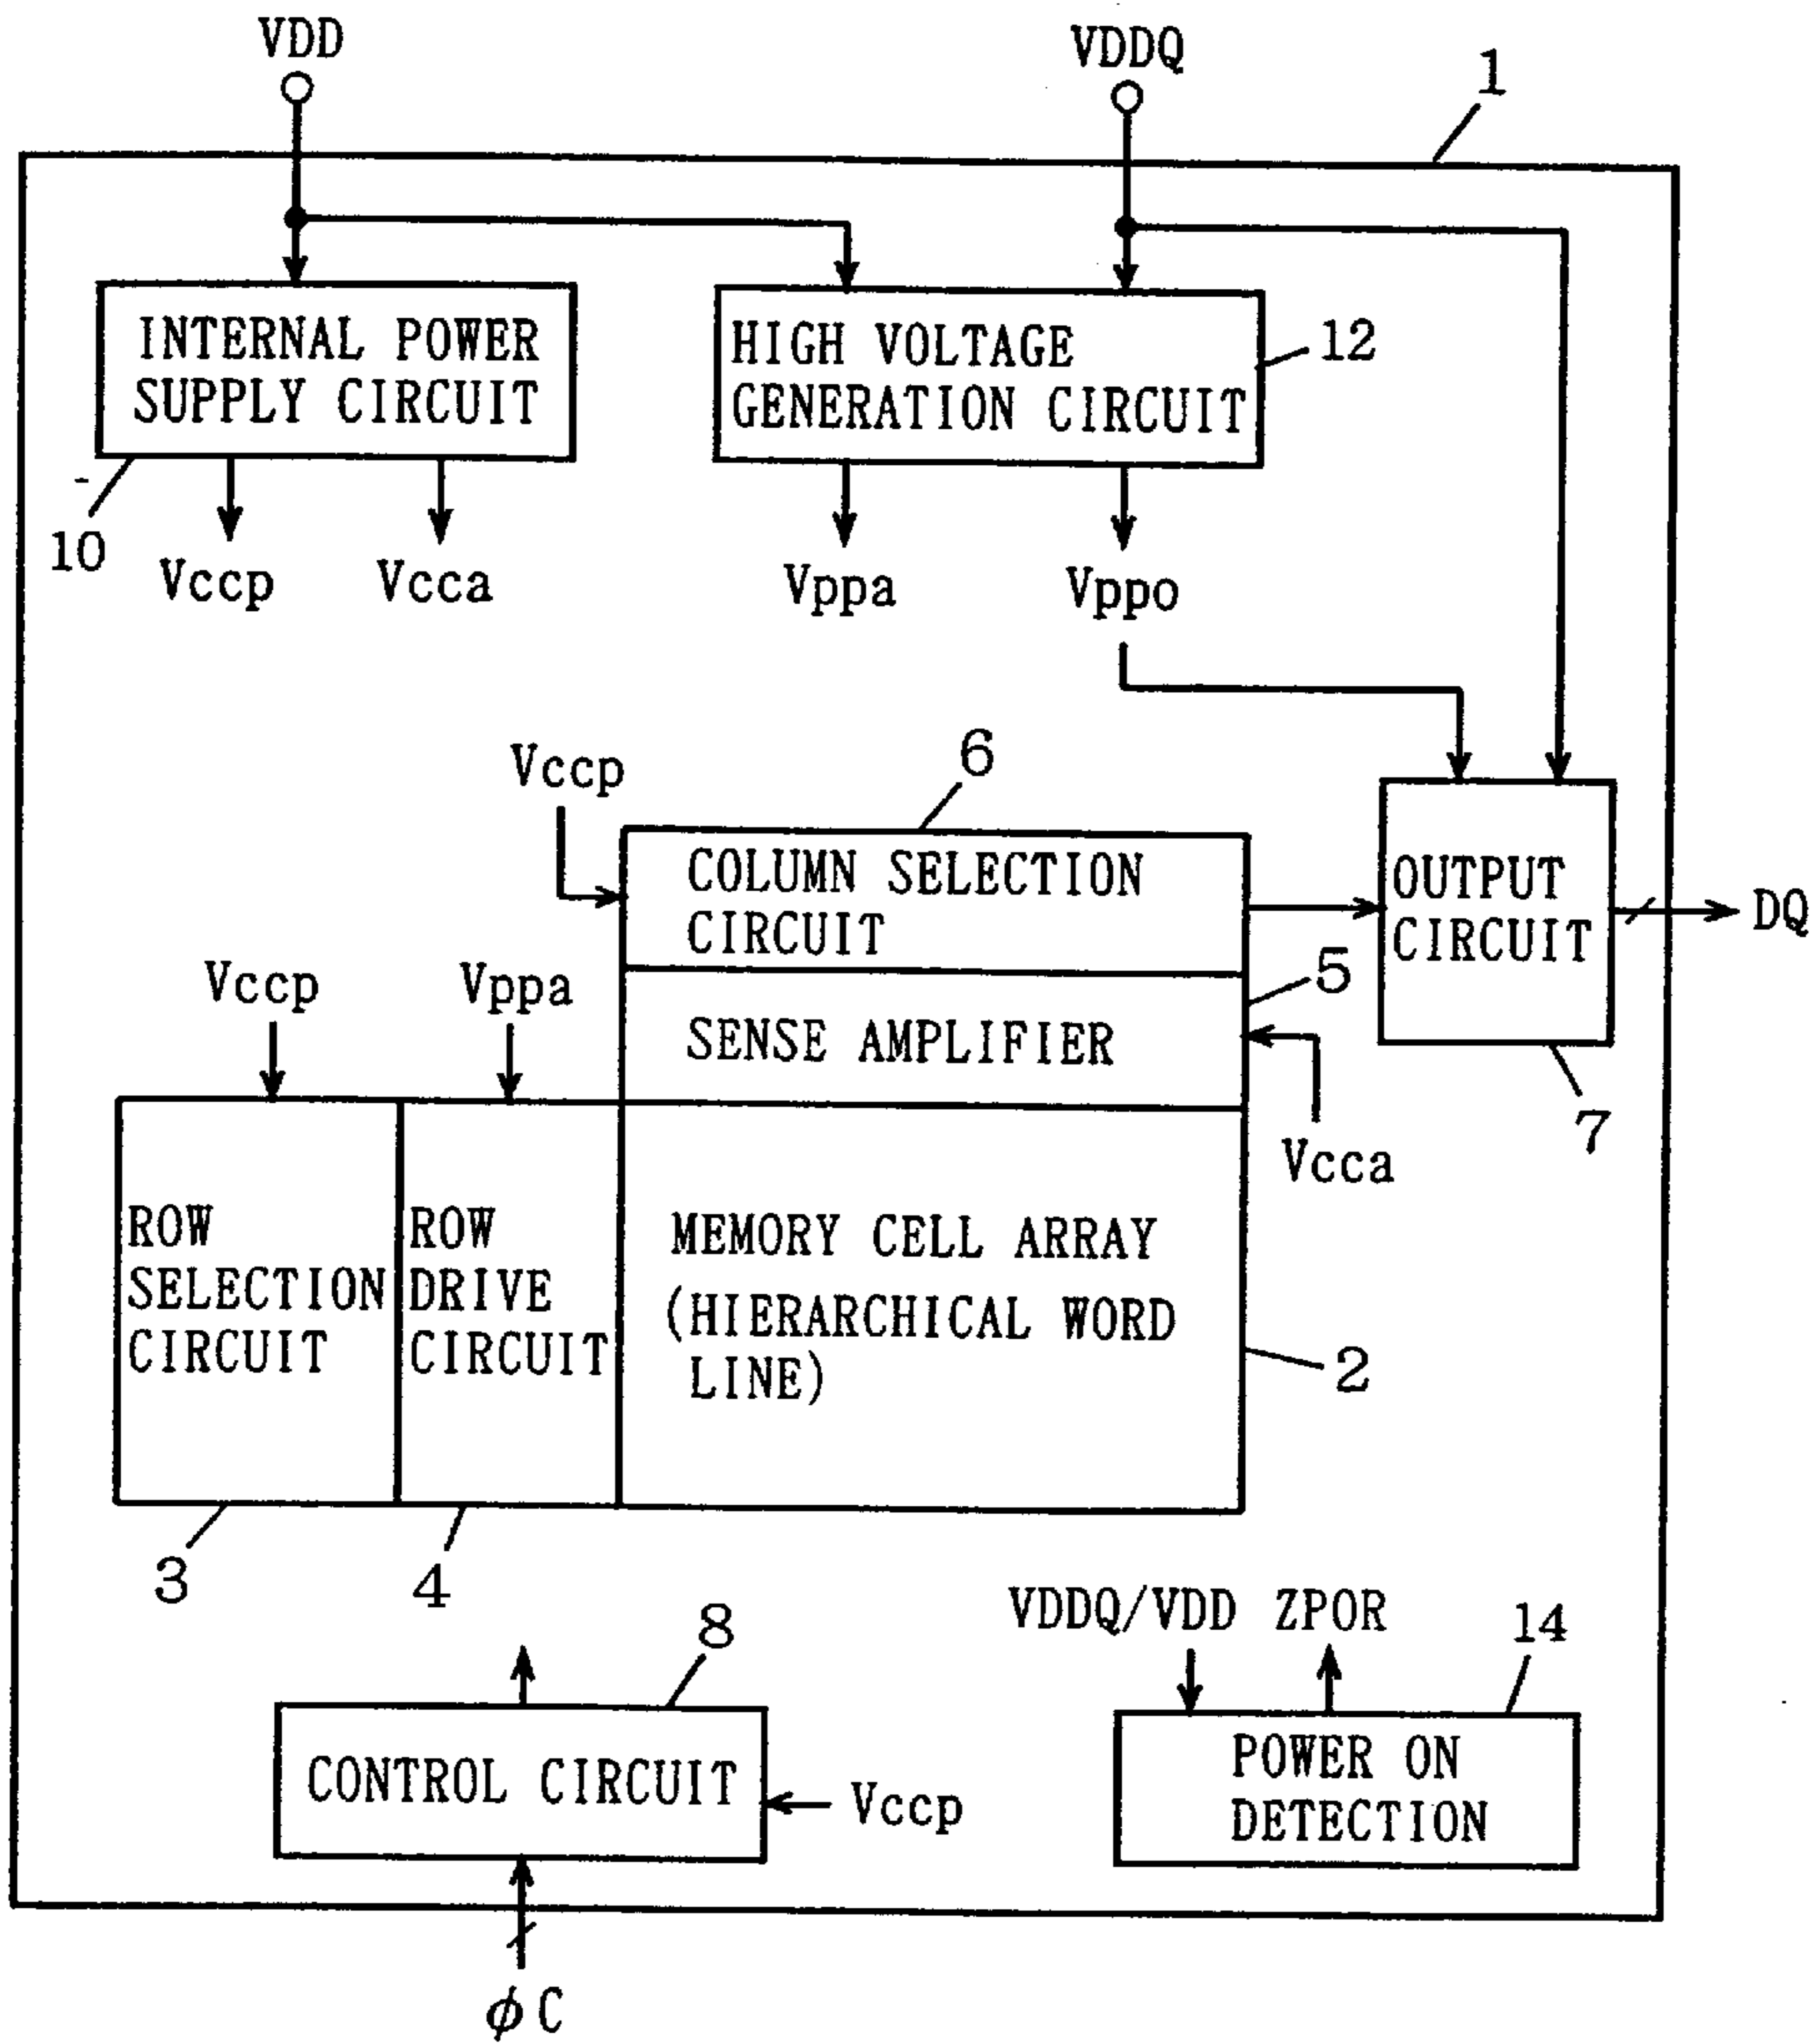 VDD
VDDQ
1
INTERNAL POWER
SUPPLY CIRCUIT
HIGH VOLTAGE
GENERATION CIRCUIT
12
10
Vccp
Vcca
Vppa
Vppo
Vccp
6
COLUMN SELECTION
CIRCUIT
OUTPUT
CIRCUIT
DQ
Vccp
Vppa
5
SENSE AMPLIFIER
7
Vcca
ROW
SELECTION
CIRCUIT
ROW
DRIVE
CIRCUIT
MEMORY CELL ARRAY
(HIERARCHICAL WORD
LINE)
2
3
4
8
VDDQ/VDD
ZPOR
14
CONTROL CIRCUIT
Vccp
POWER ON
DETECTION
φC